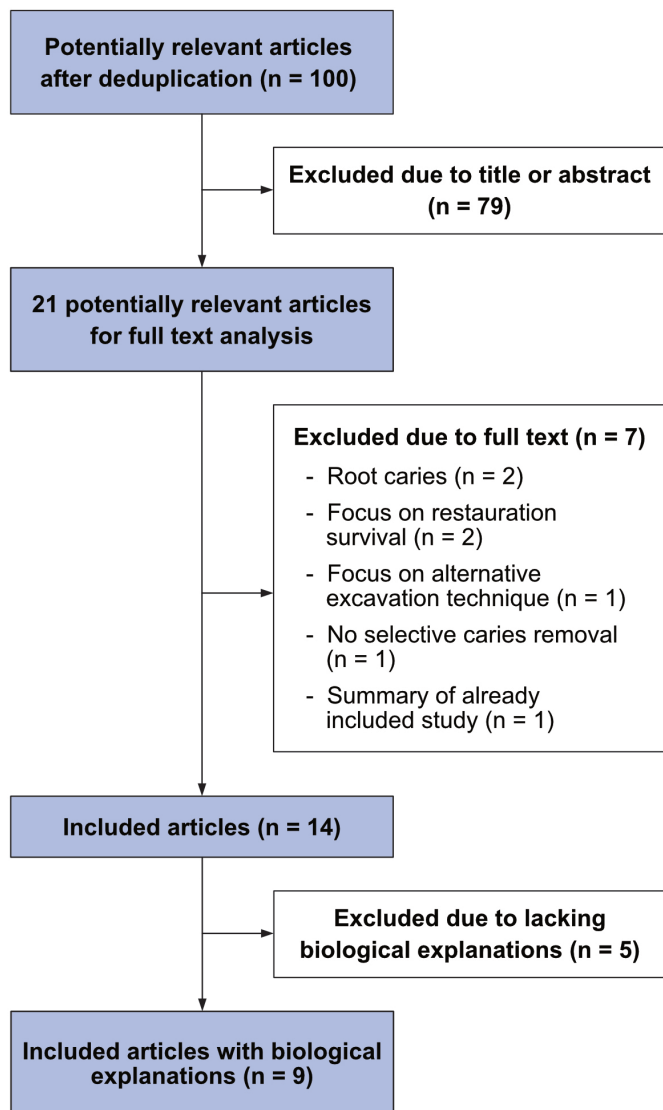 Potentially relevant articles
after deduplication (n = 100)
Excluded due to title or abstract
(n = 79)
21 potentially relevant articles
for full text analysis
Excluded due to full text (n = 7)
- Root caries (n = 2)
- Focus on restauration
survival (n = 2)
- Focus on alternative
excavation technique (n = 1)
- No selective caries removal
(n = 1)
- Summary of already
included study (n = 1)
Included articles (n = 14)
Excluded due to lacking
biological explanations (n = 5)
Included articles with biological
explanations (n = 9)